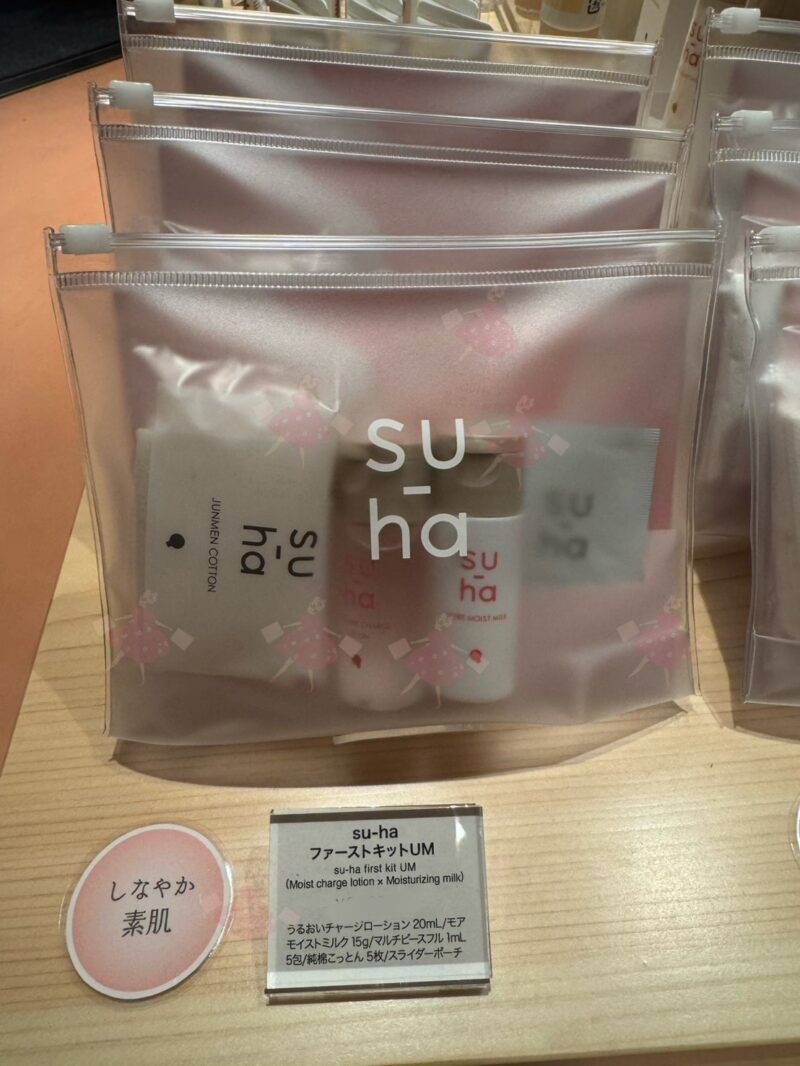 su
-
ha
su
-
ha
JUNMEN COTTON
su
-
ha
su
-
ha
MOIST MILK
su
ha
しなやか
素肌
su-ha
ファーストキットUM
su-ha first kit UM
(Moist charge lotion × Moisturizing milk)
うるおいチャージローション 20mL/モア
モイストミルク 15g/マルチピースフル 1mL
5包/純棉こっとん 5枚/スライダーポーチ